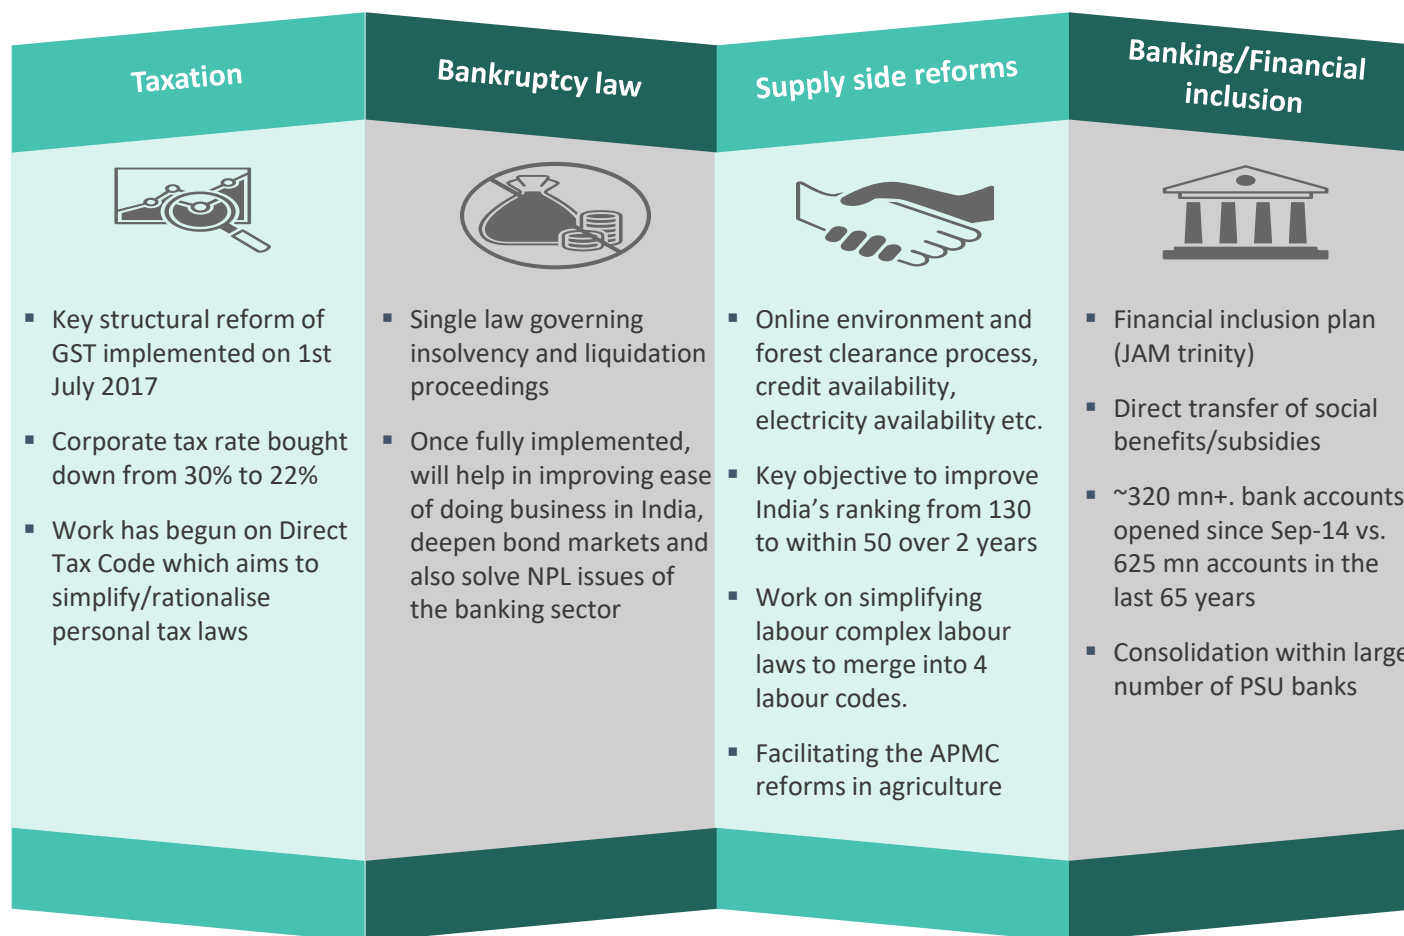 Taxation
Key structural reform of
GST implemented on 1st
July 2017
Corporate tax rate bought
down from 30% to 22%
Work has begun on Direct
Tax Code which aims to
simplify/rationalise
personal tax laws
Bankruptcy law
Single law governing
insolvency and liquidation
proceedings
Once fully implemented,
will help in improving ease
of doing business in India,
deepen bond markets and
also solve NPL issues of
the banking sector
Supply side reforms
Online environment and
forest clearance process,
credit availability,
electricity availability etc.
Key objective to improve
India’s ranking from 130
to within 50 over 2 years
Work on simplifying
labour complex labour
laws to merge into 4
labour codes.
Facilitating the APMC
reforms in agriculture
Banking/Financial
inclusion
Financial inclusion plan
(JAM trinity)
Direct transfer of social
benefits/subsidies
~320 mn+. bank accounts
opened since Sep-14 vs.
625 mn accounts in the
last 65 years
Consolidation within large
number of PSU banks